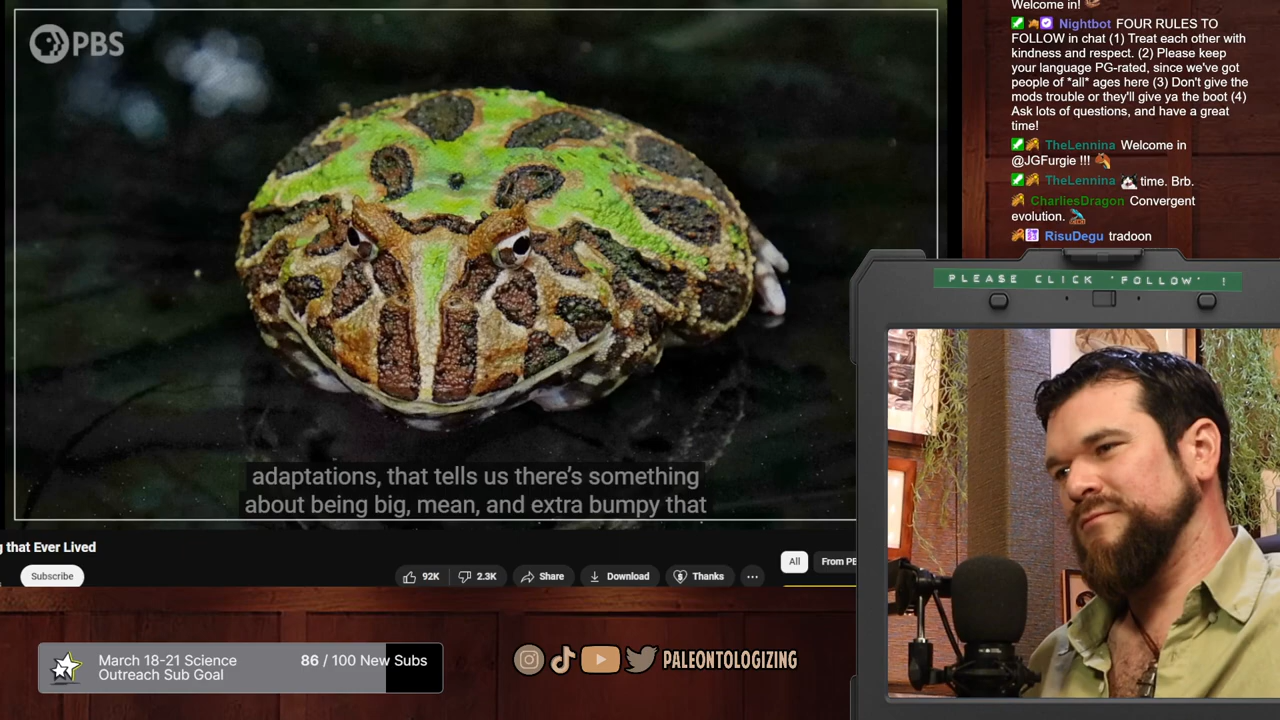 PBS
adaptations, that tells us there's something
about being big, mean, and extra bumpy that
g that Ever Lived
Subscribe
92K
2.3K
Share
Download
Thanks
All
From PB
March 18-21 Science
Outreach Sub Goal
86 / 100 New Subs
PALEONTOLOGIZING
Welcome in!
Nightbot FOUR RULES TO
FOLLOW in chat (1) Treat each other with
kindness and respect. (2) Please keep
your language PG-rated, since we've got
people of *all* ages here (3) Don't give the
mods trouble or they'll give ya the boot (4)
Ask lots of questions, and have a great
time!
TheLennina Welcome in
@JGFurgie !!!
TheLennina time. Brb.
CharliesDragon Convergent
evolution.
RisuDegu tradoon
PLEASE CLICK 'FOLLOW' !